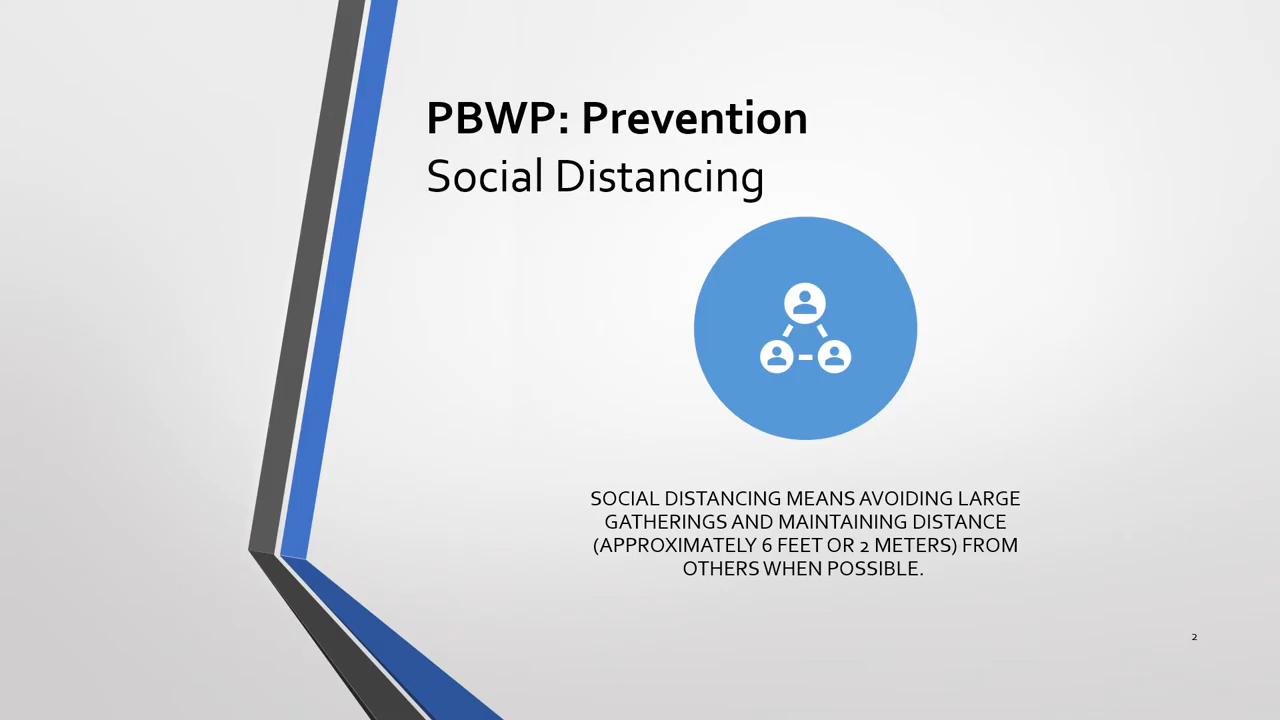 PBWP: Prevention
Social Distancing
SOCIAL DISTANCING MEANS AVOIDING LARGE
GATHERINGS AND MAINTAINING DISTANCE
(APPROXIMATELY 6 FEET OR 2 METERS) FROM
OTHERS WHEN POSSIBLE.
2